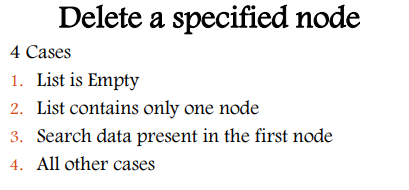 Delete a specified node
4 Cases
1. List is Empty
2. List contains only one node
3. Search data present in the first node
4. All other cases